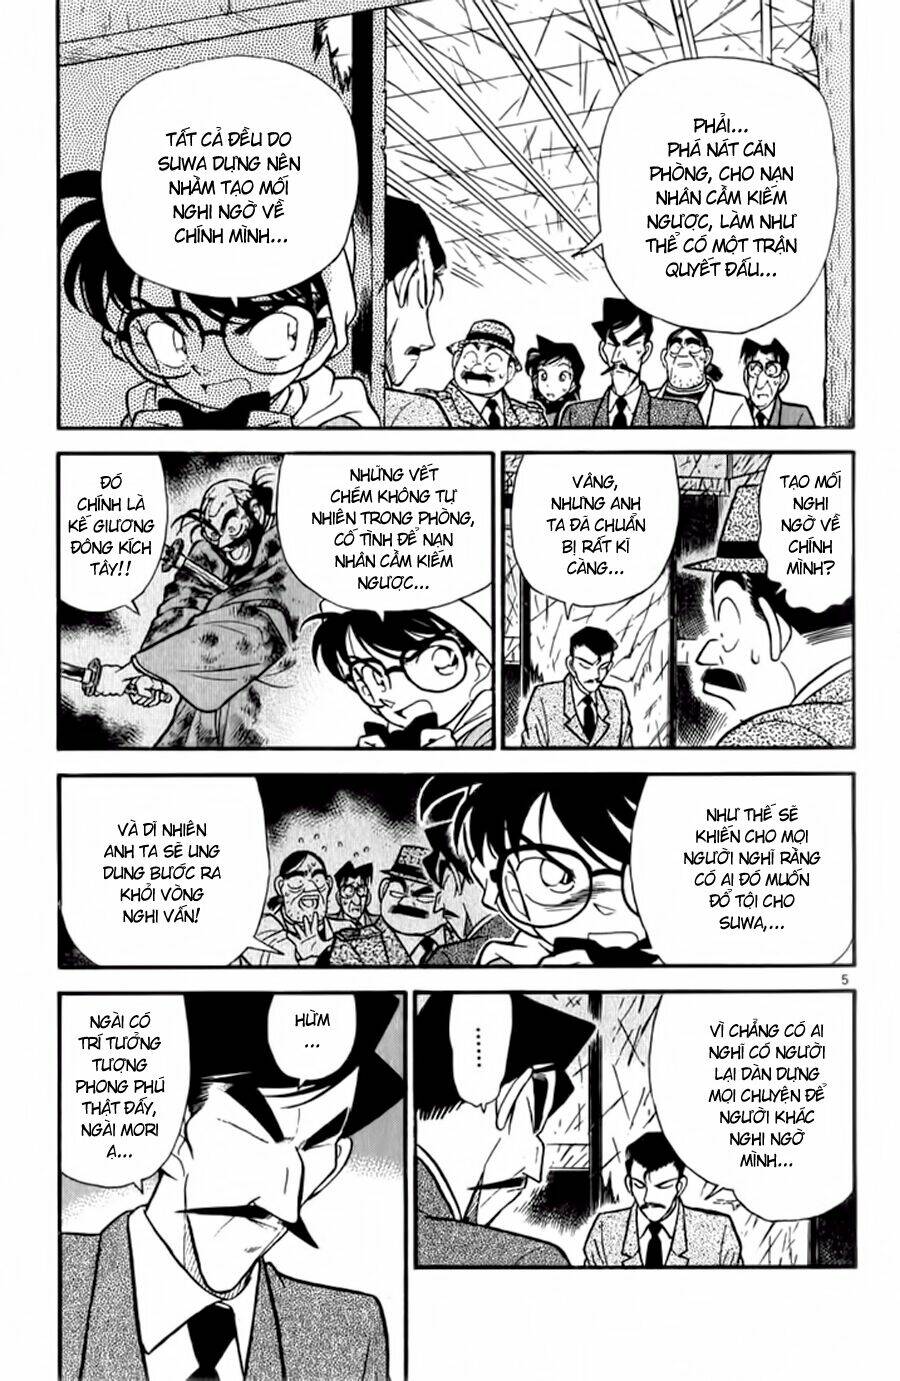 PHẢI...
PHÁ NÁT CĂN
PHÒNG, CHO NẠN
NHÂN CẦM KIẾM
NGƯỢC, LÀM NHƯ
THỂ CÓ MỘT TRẬN
QUYẾT ĐẤU...
TẤT CẢ ĐỀU DO
SUWA DỰNG NÊN
NHẰM TẠO MỐI
NGHI NGỜ VỀ
CHÍNH MÌNH...
TẠO MỐI
NGHI
NGỜ VỀ
CHÍNH
MÌNH?
VÂNG,
NHƯNG ANH
TA ĐÃ CHUẨN
BỊ RẤT KĨ
CÀNG...
NHỮNG VẾT
CHÉM KHÔNG TỰ
NHIÊN TRONG PHÒNG,
CỐ TÌNH ĐỂ NẠN
NHÂN CẦM KIẾM
NGƯỢC...
ĐÓ
CHÍNH LÀ
KẾ GIƯƠNG
ĐÔNG KÍCH
TÂY!!
NHƯ THẾ SẼ
KHIẾN CHO MỌI
NGƯỜI NGHĨ RẰNG
CÓ AI ĐÓ MUỐN
ĐỔ TỘI CHO
SUWA,...
VÀ DĨ NHIÊN
ANH TA SẼ UNG
DUNG BƯỚC RA
KHỎI VÒNG
NGHI VẤN!
5
VÌ CHẲNG CÓ AI
NGHĨ CÓ NGƯỜI
LẠI DÀN DỰNG
MỌI CHUYỆN ĐỂ
NGƯỜI KHÁC
NGHI NGỜ
MÌNH...
........
HỪM
...
NGÀI CÓ
TRÍ TƯỞNG
TƯỢNG
PHONG PHÚ
THẬT ĐẤY,
NGÀI MORI
Ạ...